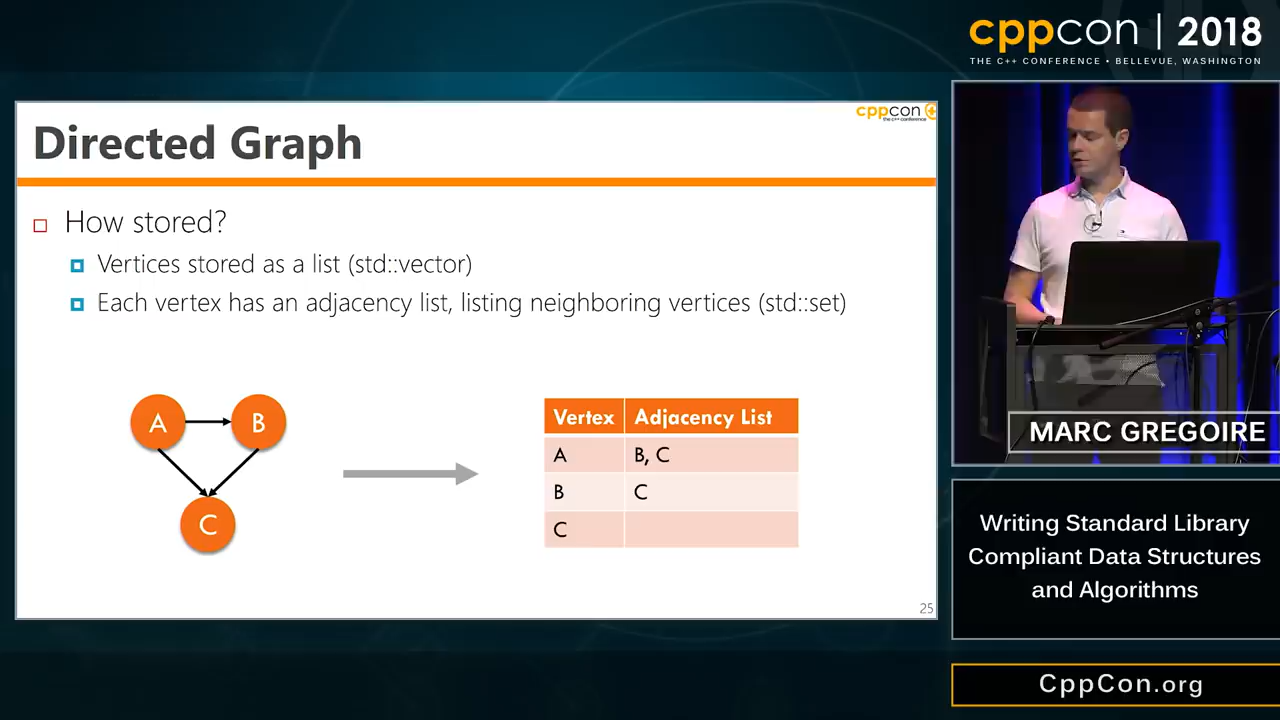 cppcon | 2018
THE C++ CONFERENCE • BELLEVUE, WASHINGTON
cppcon
the c++ conference
Directed Graph
How stored?
Vertices stored as a list (std::vector)
Each vertex has an adjacency list, listing neighboring vertices (std::set)
A
B
C
Vertex
Adjacency List
A
B, C
B
C
C
25
MARC GREGOIRE
Writing Standard Library
Compliant Data Structures
and Algorithms
CppCon.org